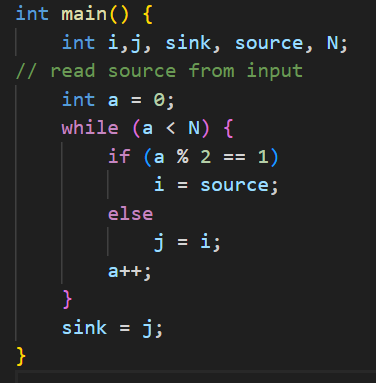 int main() {
int i,j, sink, source, N;
// read source from input
int a = 0;
while (a < N) {
if (a % 2 == 1)
i = source;
else
j = i;
a++;
}
sink = j;
}